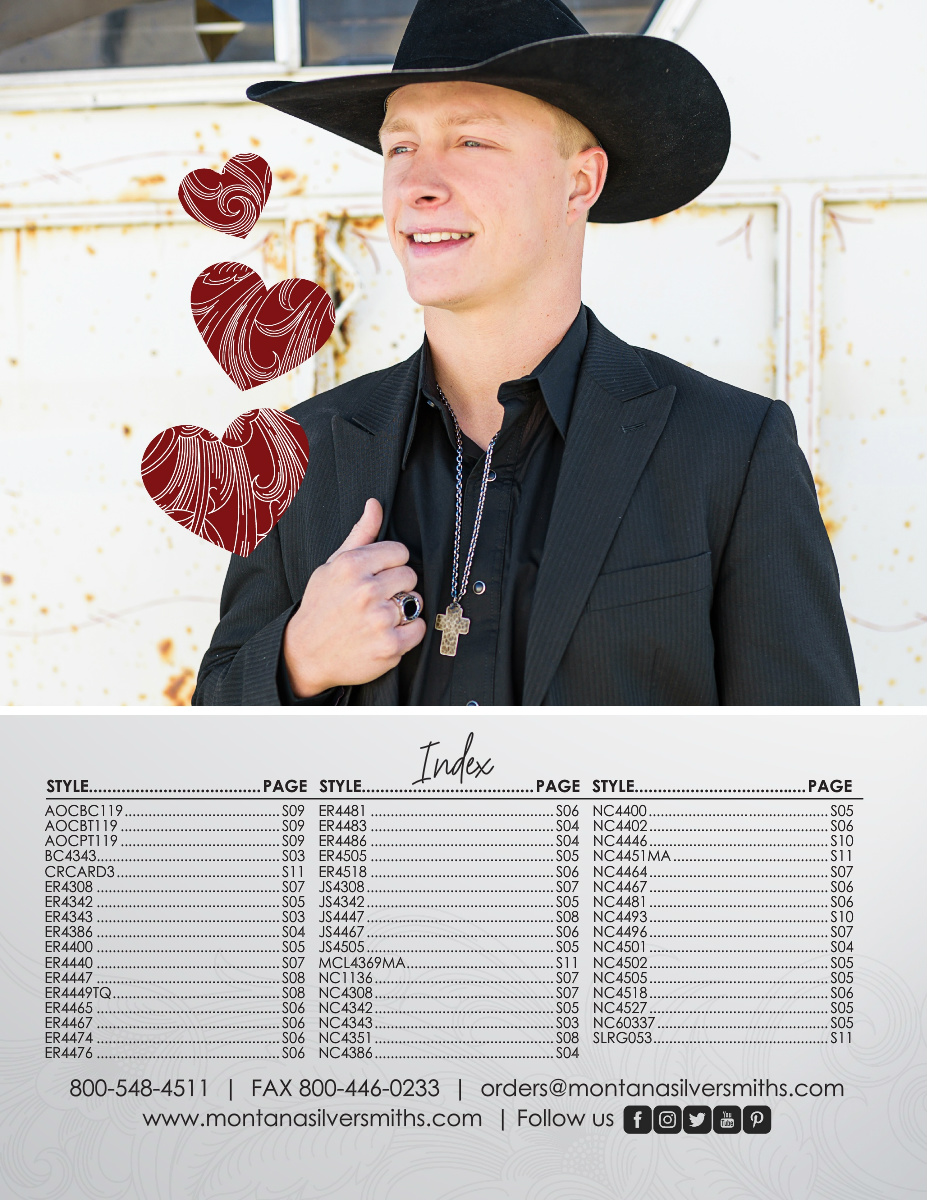 Index
STYLE..................................PAGE
AOCBC119..................................S09
AOCBT119..................................S09
AOCPT119..................................S09
BC4343..................................S03
CRCARD3..................................S11
ER4308..................................S07
ER4342..................................S05
ER4343..................................S03
ER4386..................................S04
ER4400..................................S05
ER4440..................................S07
ER4447..................................S08
ER4449TQ..................................S08
ER4465..................................S06
ER4467..................................S06
ER4474..................................S06
ER4476..................................S06
STYLE..................................PAGE
ER4481..................................S06
ER4483..................................S04
ER4486..................................S04
ER4505..................................S05
ER4518..................................S06
JS4308..................................S07
JS4342..................................S05
JS4447..................................S08
JS4467..................................S06
JS4505..................................S05
MCL4369MA..................................S11
NC1136..................................S07
NC4308..................................S07
NC4342..................................S05
NC4343..................................S03
NC4351..................................S08
NC4386..................................S04
STYLE..................................PAGE
NC4400..................................S05
NC4402..................................S06
NC4446..................................S10
NC4451MA..................................S11
NC4464..................................S07
NC4467..................................S06
NC4481..................................S06
NC4493..................................S10
NC4496..................................S07
NC4501..................................S04
NC4502..................................S05
NC4505..................................S05
NC4518..................................S06
NC4527..................................S05
NC60337..................................S05
SLRG053..................................S11
800-548-4511 | FAX 800-446-0233 | orders@montanasilversmiths.com
www.montanasilversmiths.com | Follow us